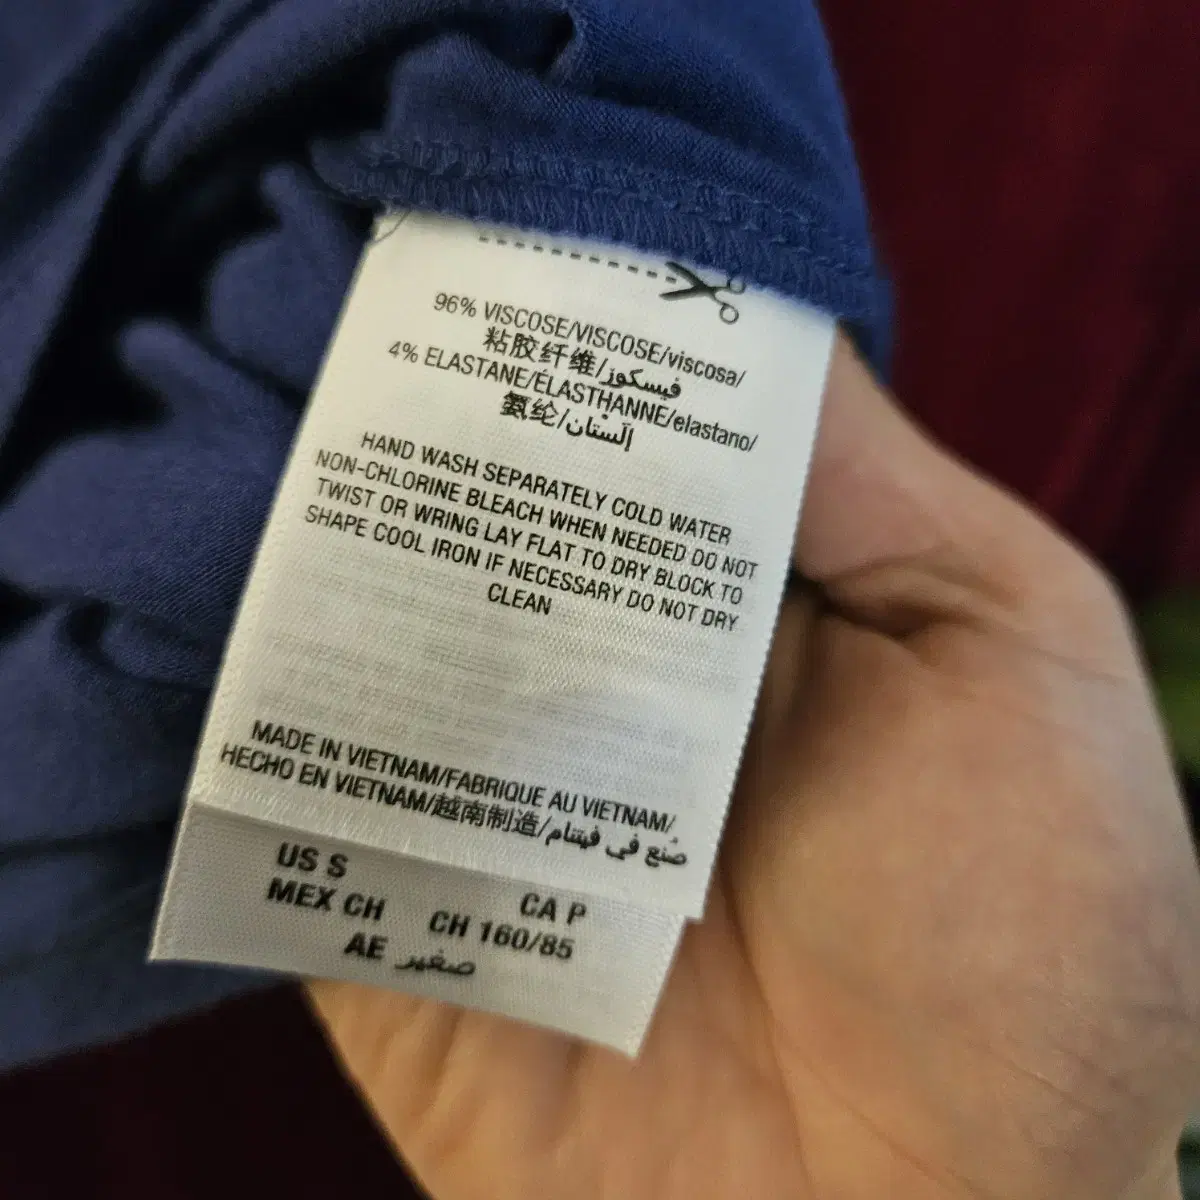 96% VISCOSE/VISCOSE/viscosa/
粘胶纤维/فيسكوز
4% ELASTANE/ÉLASTHANNE/elastano/
氨纶/إلستان
HAND WASH SEPARATELY COLD WATER
NON-CHLORINE BLEACH WHEN NEEDED DO NOT
TWIST OR WRING LAY FLAT TO DRY BLOCK TO
SHAPE COOL IRON IF NECESSARY DO NOT DRY
CLEAN
MADE IN VIETNAM/FABRIQUE AU VIETNAM/
HECHO EN VIETNAM/越南制造/صُنع في فيتنام
US S CA P
MEX CH CH 160/85
AE صغير